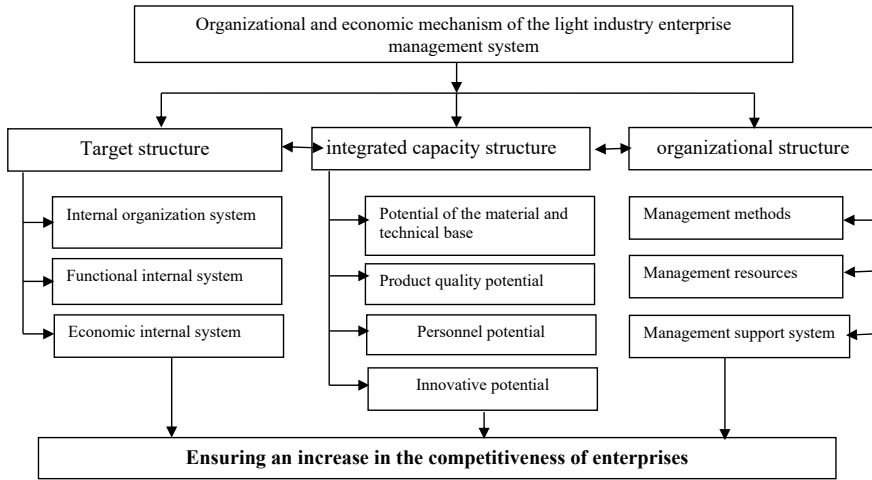 Organizational and economic mechanism of the light industry enterprise
management system
Target structure
integrated capacity structure
organizational structure
Internal organization system
Functional internal system
Economic internal system
Potential of the material and
technical base
Product quality potential
Personnel potential
Innovative potential
Management methods
Management resources
Management support system
Ensuring an increase in the competitiveness of enterprises